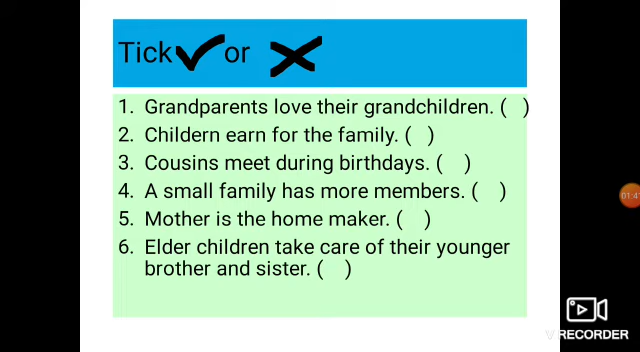 Tick ✓ or ✗
1. Grandparents love their grandchildren. ( )
2. Childern earn for the family. ( )
3. Cousins meet during birthdays. ( )
4. A small family has more members. ( )
5. Mother is the home maker. ( )
6. Elder children take care of their younger
brother and sister. ( )
V.RECORDER